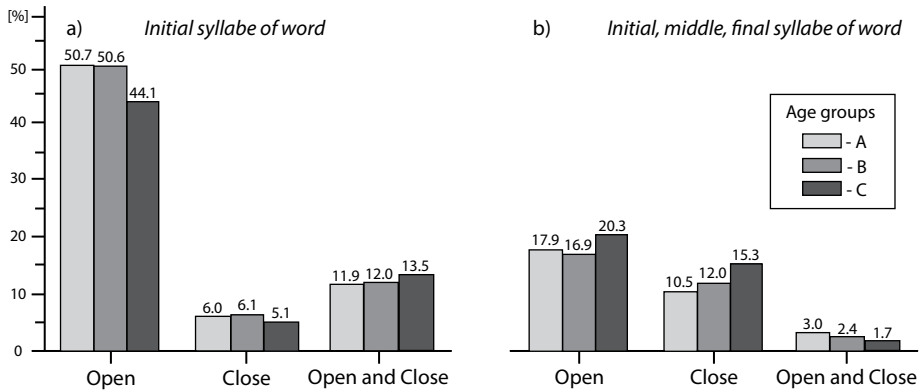 [%]
a) Initial syllabe of word
b) Initial, middle, final syllabe of word
50.7 50.6 44.1
6.0 6.1 5.1
11.9 12.0 13.5
17.9 16.9 20.3
10.5 12.0 15.3
3.0 2.4 1.7
50
40
30
20
10
0
Age groups
- A
- B
- C
Open Close Open and Close
Open Close Open and Close